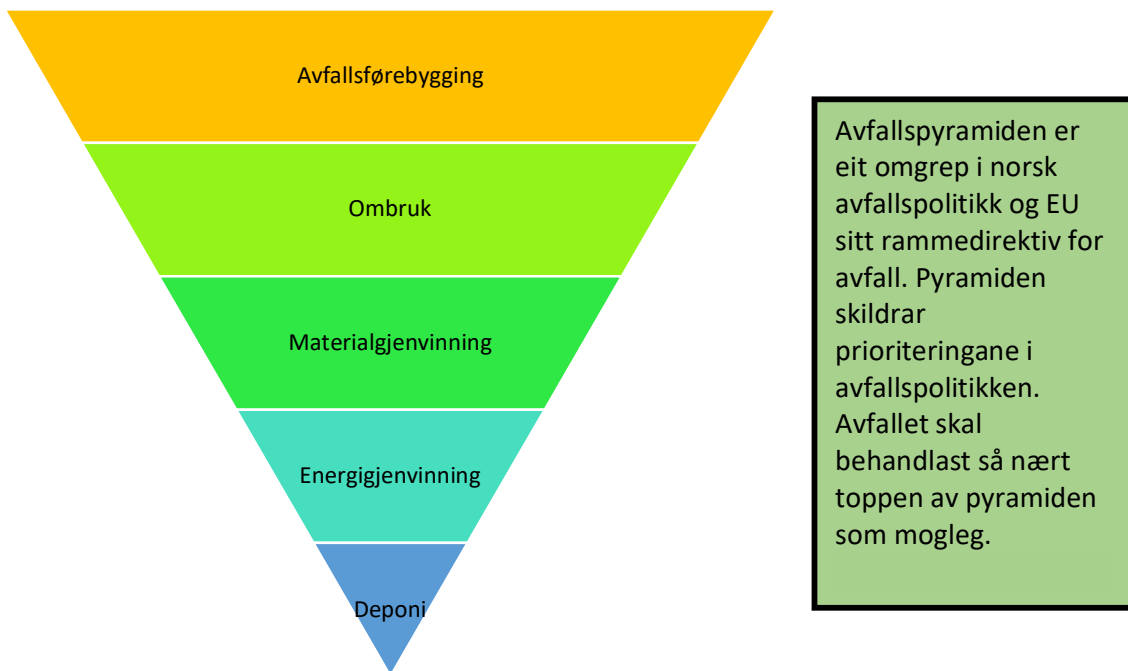 Avfallsførebygging
Ombruk
Materialgjenvinning
Energigjenvinning
Deponi
Avfallspyramiden er
eit omgrep i norsk
avfallspolitikk og EU
sitt rammedirektiv for
avfall. Pyramiden
skildrar
prioriteringane i
avfallspolitikken.
Avfallet skal
behandlast så nært
toppen av pyramiden
som mogleg.